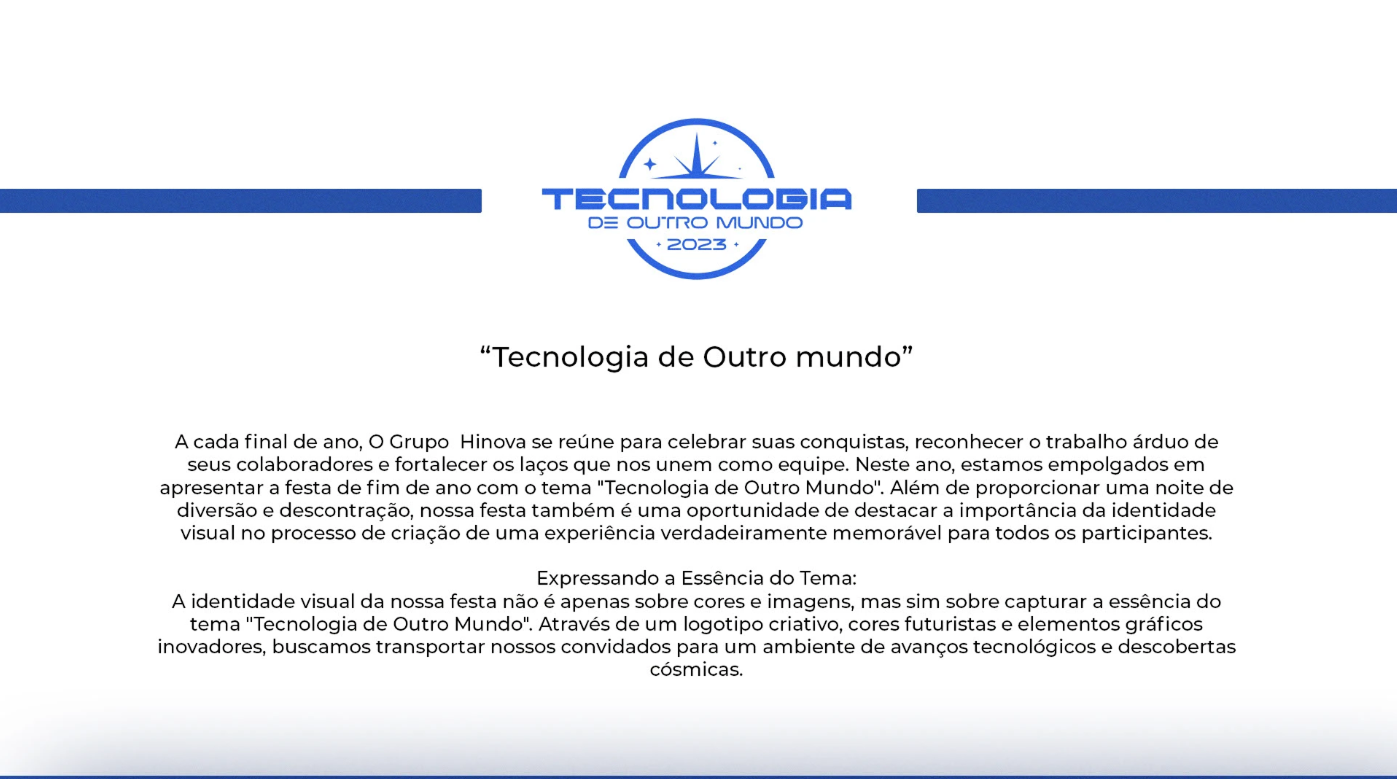 TECNOLOGIA
DE OUTRO MUNDO
2023
“Tecnologia de Outro mundo”
A cada final de ano, O Grupo  Hinova se reúne para celebrar suas conquistas, reconhecer o trabalho árduo de
seus colaboradores e fortalecer os laços que nos unem como equipe. Neste ano, estamos empolgados em
apresentar a festa de fim de ano com o tema "Tecnologia de Outro Mundo". Além de proporcionar uma noite de
diversão e descontração, nossa festa também é uma oportunidade de destacar a importância da identidade
visual no processo de criação de uma experiência verdadeiramente memorável para todos os participantes.
Expressando a Essência do Tema:
A identidade visual da nossa festa não é apenas sobre cores e imagens, mas sim sobre capturar a essência do
tema "Tecnologia de Outro Mundo". Através de um logotipo criativo, cores futuristas e elementos gráficos
inovadores, buscamos transportar nossos convidados para um ambiente de avanços tecnológicos e descobertas
cósmicas.